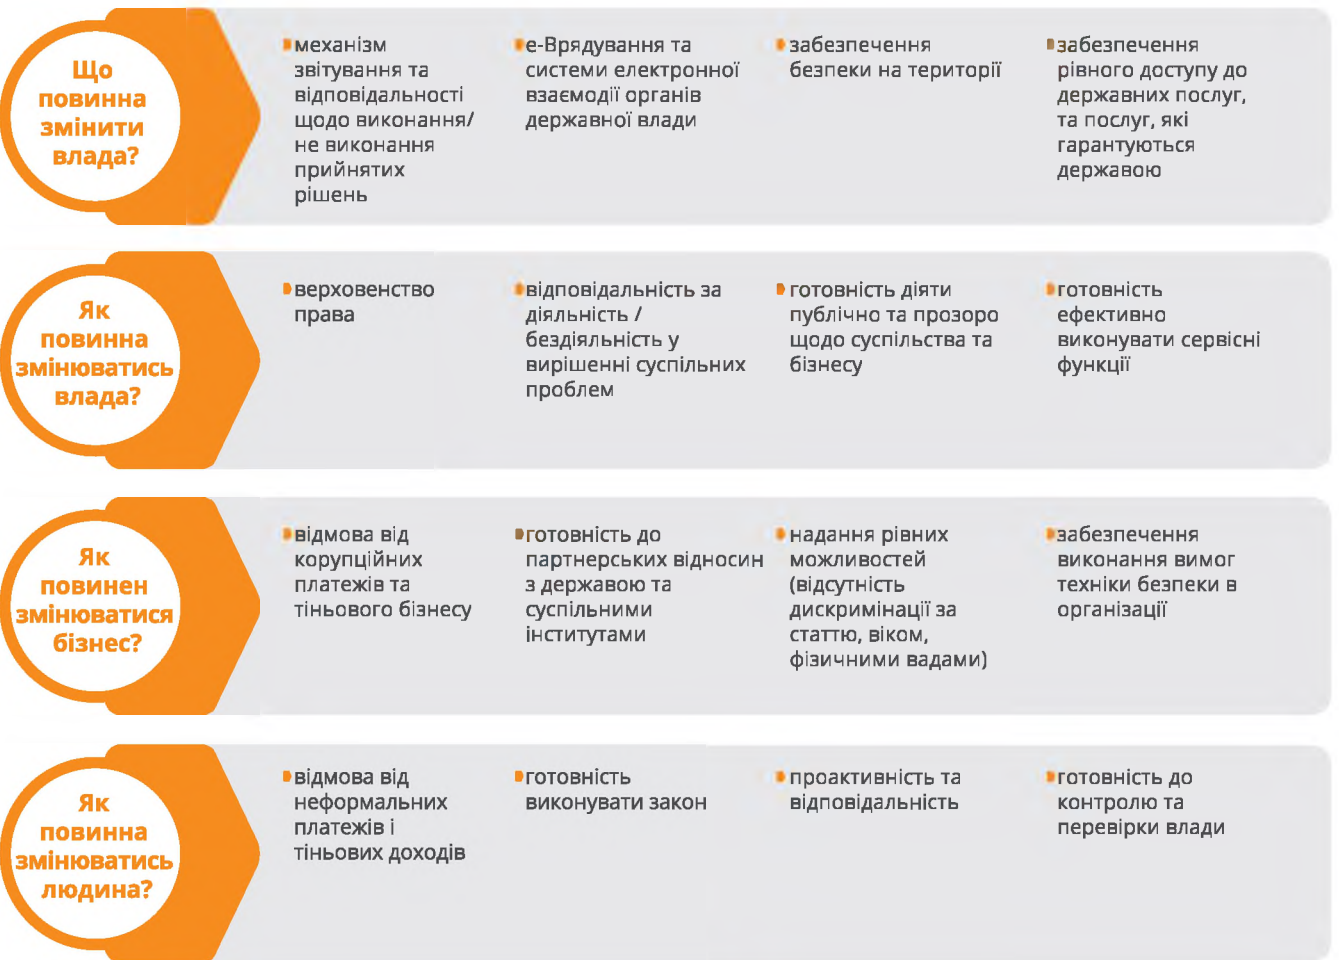 Що
повинна
змінити
влада?
механізм
звітування та
відповідальності
щодо виконання/
не виконання
прийнятих
рішень
е-Врядування та
системи електронної
взаємодії органів
державної влади
забезпечення
безпеки на території
забезпечення
рівного доступу до
державних послуг,
та послуг, які
гарантуються
державою
Як
повинна
змінюватись
влада?
верховенство
права
відповідальність за
діяльність /
бездіяльність у
вирішенні суспільних
проблем
готовність діяти
публічно та прозоро
щодо суспільства та
бізнесу
готовність
ефективно
виконувати сервісні
функції
Як
повинен
змінюватися
бізнес?
відмова від
корупційних
платежів та
тіньового бізнесу
готовність до
партнерських відносин
з державою та
суспільними
інститутами
надання рівних
можливостей
(відсутність
дискримінації за
статтю, віком,
фізичними вадами)
забезпечення
виконання вимог
техніки безпеки в
організації
Як
повинна
змінюватись
людина?
відмова від
неформальних
платежів і
тіньових доходів
готовність
виконувати закон
проактивність та
відповідальність
готовність до
контролю та
перевірки влади